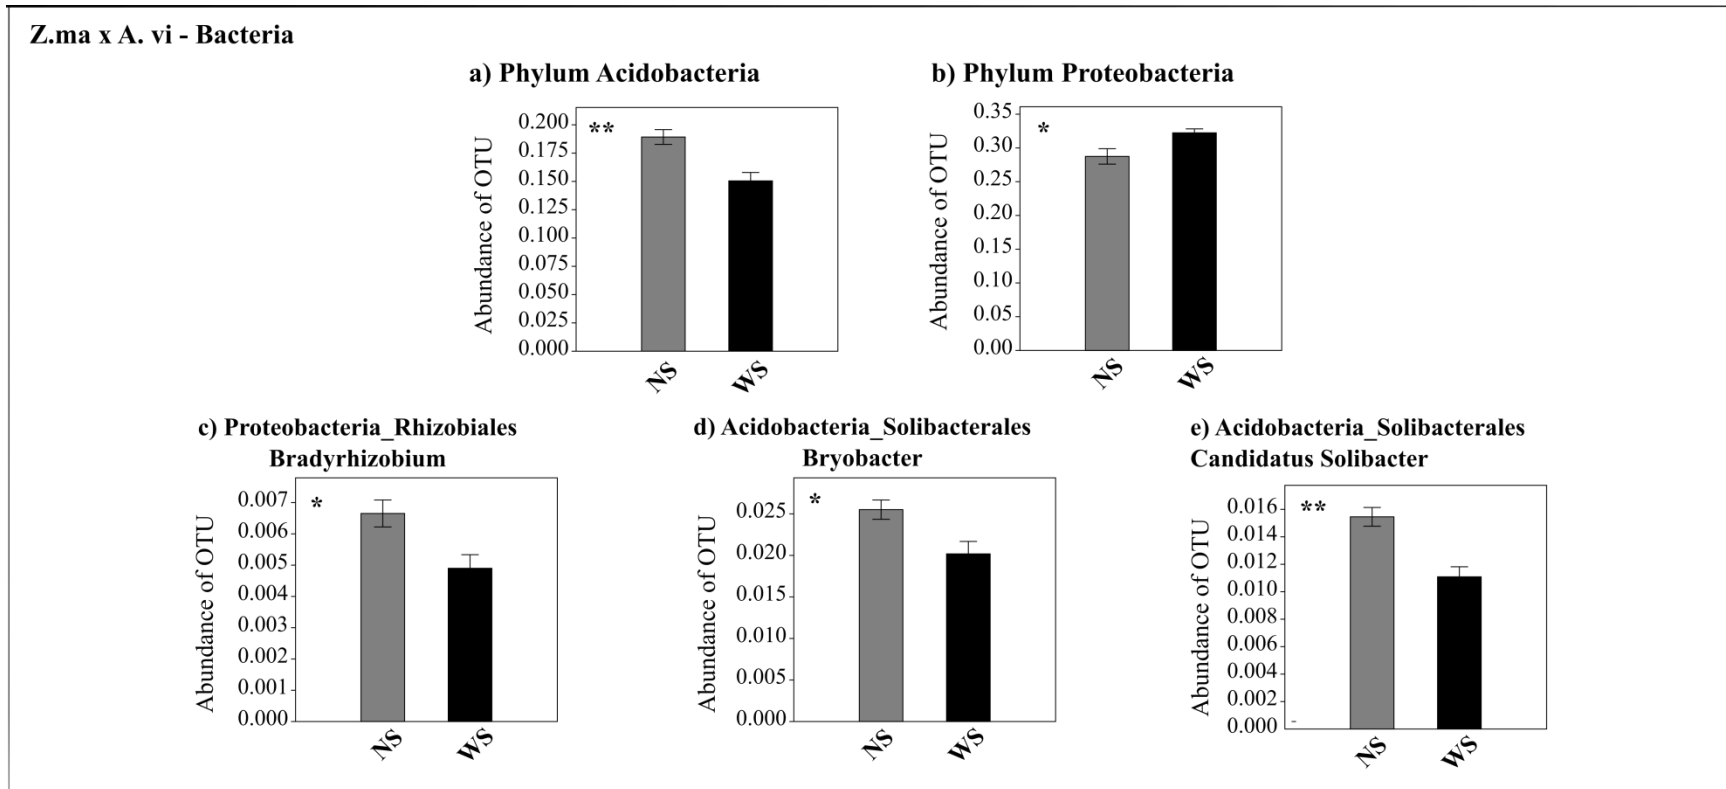 Z.ma x A. vi - Bacteria
a) Phylum Acidobacteria
b) Phylum Proteobacteria
Abundance of OTU
0.200
0.175
0.150
0.125
0.100
0.075
0.050
0.025
0.000
**
NS
WS
Abundance of OTU
0.35
0.30
0.25
0.20
0.15
0.10
0.05
0.00
*
NS
WS
c) Proteobacteria_Rhizobiales
Bradyrhizobium
Abundance of OTU
0.007
0.006
0.005
0.004
0.003
0.002
0.001
0.000
*
NS
WS
d) Acidobacteria_Solibacterales
Bryobacter
Abundance of OTU
0.025
0.020
0.015
0.010
0.005
0.000
*
NS
WS
e) Acidobacteria_Solibacterales
Candidatus Solibacter
Abundance of OTU
0.016
0.014
0.012
0.010
0.008
0.006
0.004
0.002
0.000
**
NS
WS